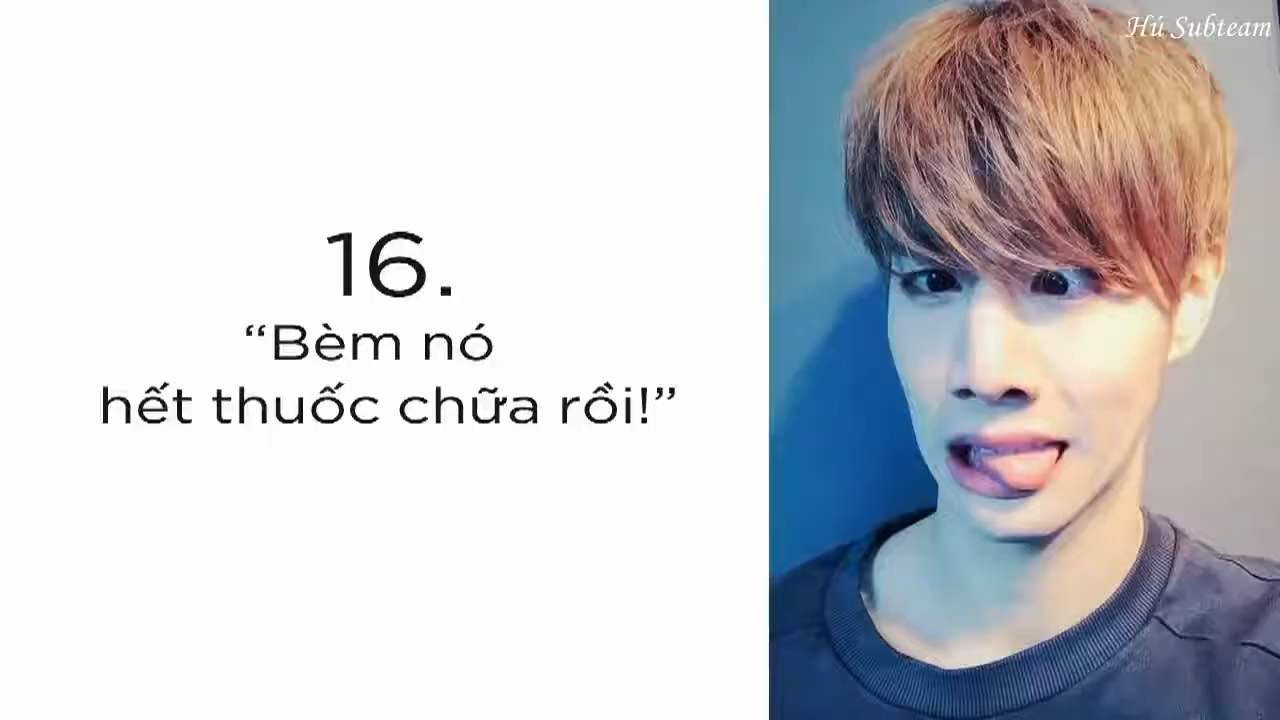 Hú Subteam
16.
“Bèm nó
hết thuốc chữa rồi!”